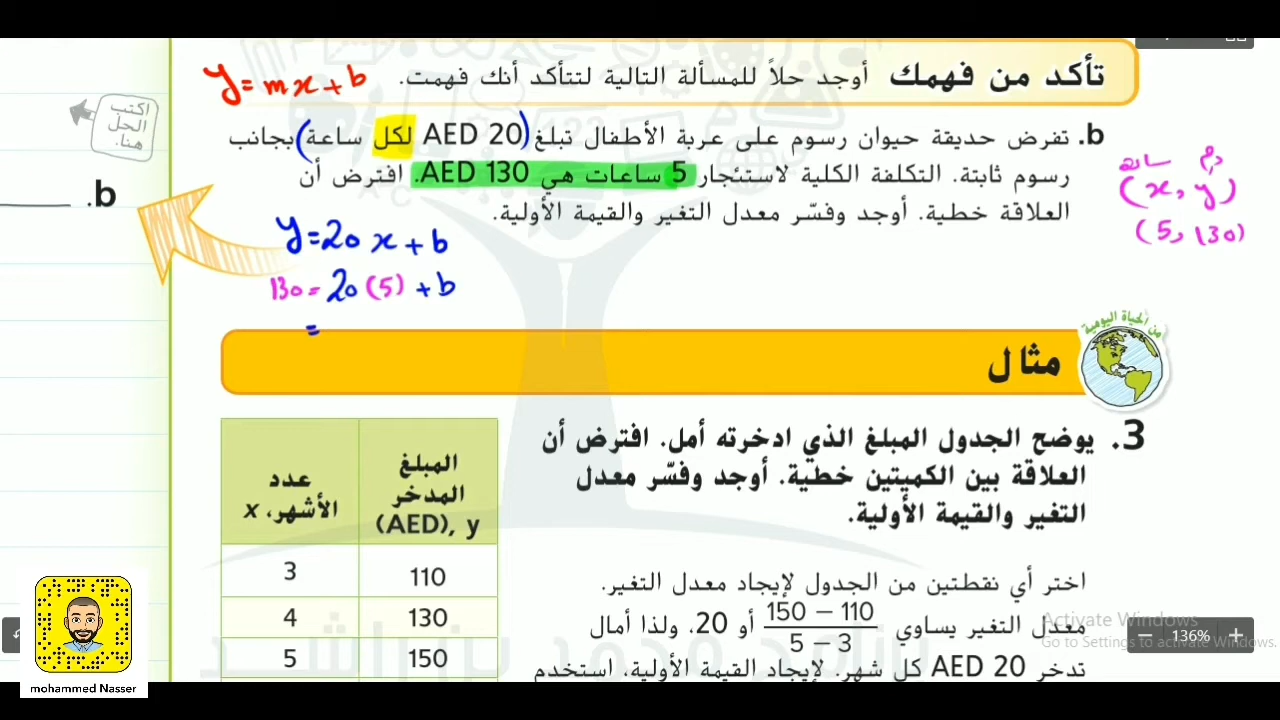 تأكد من فهمك أوجد حلاً للمسألة التالية لتتأكد أنك فهمت.
y = mx + b
b. تفرض حديقة حيوان رسوم على عربة الأطفال تبلغ (AED 20 لكل ساعة) بجانب
رسوم ثابتة. التكلفة الكلية لاستئجار 5 ساعات هي AED 130. افترض أن
العلاقة خطية. أوجد وفسّر معدل التغير والقيمة الأولية.
(x, y)
(5, 130)
y = 20 x + b
130 = 20 (5) + b
=
اكتب
الحل
هنا.
b. ________
من الحياة اليومية
مثال
3. يوضح الجدول المبلغ الذي ادخرته أمل. افترض أن
العلاقة بين الكميتين خطية. أوجد وفسّر معدل
التغير والقيمة الأولية.
اختر أي نقطتين من الجدول لإيجاد معدل التغير.
معدل التغير يساوي 150 – 110 / 5 – 3 أو 20، ولذا أمال
تدخر AED 20 كل شهر. لإيجاد القيمة الأولية، استخدم
المبلغ المدخر (AED), y عدد الأشهر، x
110 3
130 4
150 5
Activate Windows
Go to Settings to activate Windows.
136%
mohammed Nasser